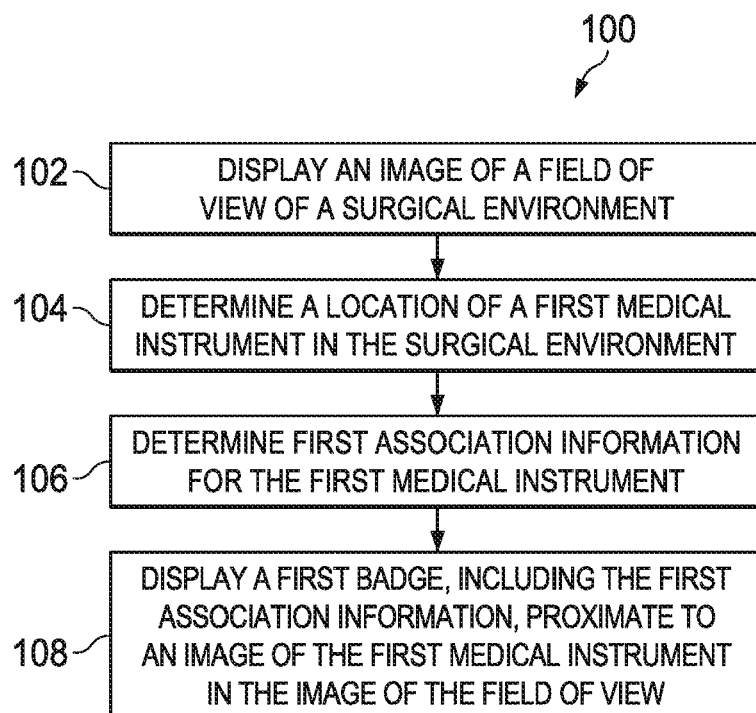 100
102
DISPLAY AN IMAGE OF A FIELD OF
VIEW OF A SURGICAL ENVIRONMENT
104
DETERMINE A LOCATION OF A FIRST MEDICAL
INSTRUMENT IN THE SURGICAL ENVIRONMENT
106
DETERMINE FIRST ASSOCIATION INFORMATION
FOR THE FIRST MEDICAL INSTRUMENT
108
DISPLAY A FIRST BADGE, INCLUDING THE FIRST
ASSOCIATION INFORMATION, PROXIMATE TO
AN IMAGE OF THE FIRST MEDICAL INSTRUMENT
IN THE IMAGE OF THE FIELD OF VIEW